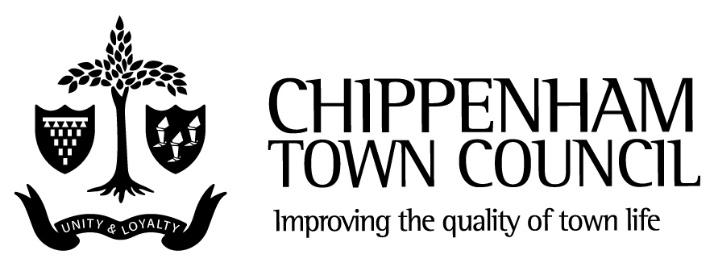 UNITY & LOYALTY
CHIPPENHAM
TOWN COUNCIL
Improving the quality of town life